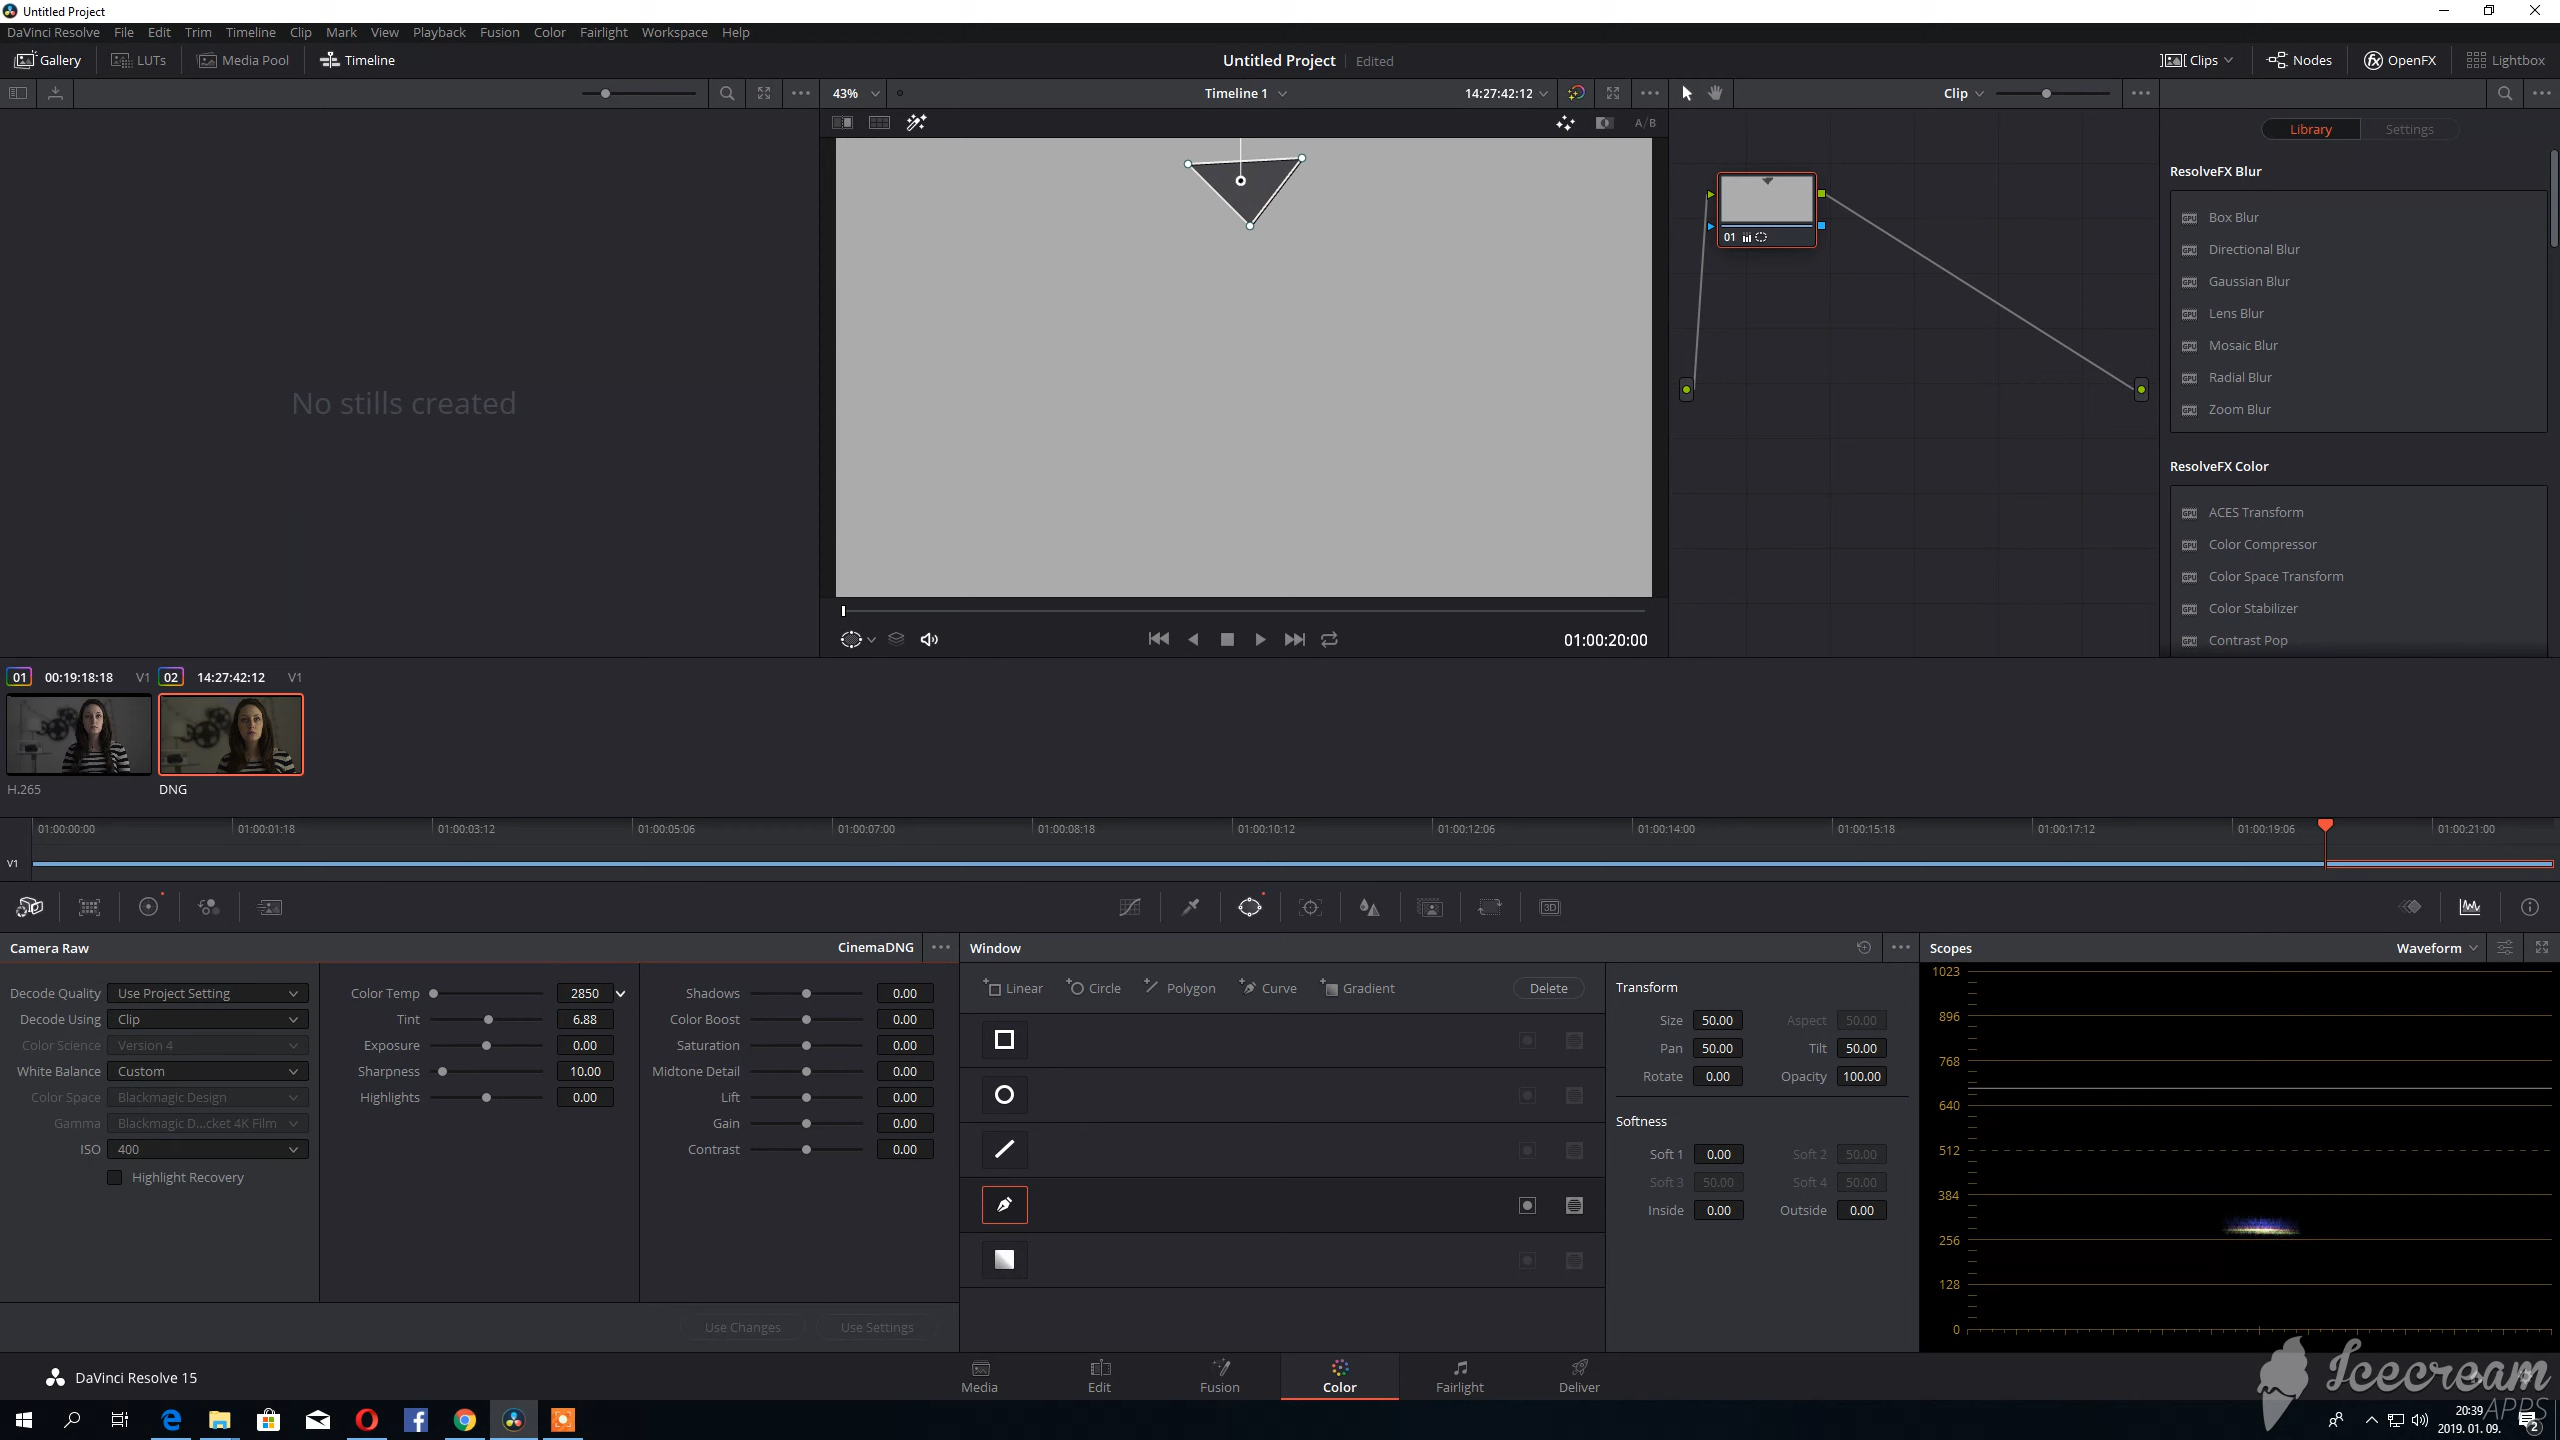 Untitled Project
DaVinci Resolve File Edit Trim Timeline Clip Mark View Playback Fusion Color Fairlight Workspace Help
Gallery LUTs Media Pool Timeline Untitled Project Edited Clips Nodes OpenFX Lightbox
43% Timeline 1 14:27:42:12 Clip
A/B
Library Settings
ResolveFX Blur
Box Blur
Directional Blur
Gaussian Blur
Lens Blur
Mosaic Blur
Radial Blur
Zoom Blur
ResolveFX Color
ACES Transform
Color Compressor
Color Space Transform
Color Stabilizer
Contrast Pop
01
No stills created
01:00:20:00
01 00:19:18:18 V1 02 14:27:42:12 V1
H.265 DNG
01:00:00:00 01:00:01:18 01:00:03:12 01:00:05:06 01:00:07:00 01:00:08:18 01:00:10:12 01:00:12:06 01:00:14:00 01:00:15:18 01:00:17:12 01:00:19:06 01:00:21:00
V1
3D
Camera Raw CinemaDNG Window Scopes Waveform
Decode Quality Use Project Setting
Decode Using Clip
Color Science Version 4
White Balance Custom
Color Space Blackmagic Design
Gamma Blackmagic D...cket 4K Film
ISO 400
Highlight Recovery
Color Temp 2850
Tint 6.88
Exposure 0.00
Sharpness 10.00
Highlights 0.00
Shadows 0.00
Color Boost 0.00
Saturation 0.00
Midtone Detail 0.00
Lift 0.00
Gain 0.00
Contrast 0.00
Use Changes Use Settings
Linear Circle Polygon Curve Gradient Delete
Transform
Size 50.00 Aspect 50.00
Pan 50.00 Tilt 50.00
Rotate 0.00 Opacity 100.00
Softness
Soft 1 0.00 Soft 2 50.00
Soft 3 50.00 Soft 4 50.00
Inside 0.00 Outside 0.00
1023
896
768
640
512
384
256
128
0
DaVinci Resolve 15
Media Edit Fusion Color Fairlight Deliver
Icecream
APPS
20:39
2019. 01. 09.
2